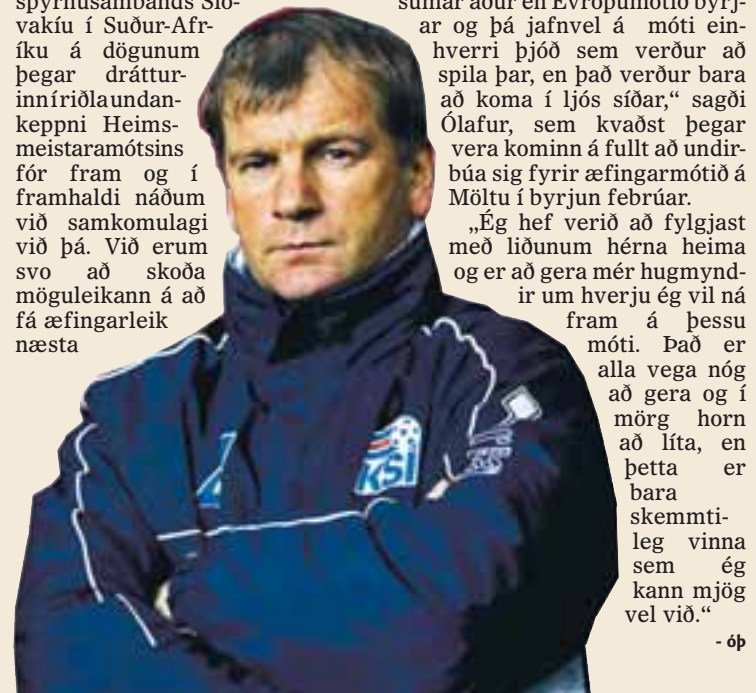 spyrnusambands Sló-
vakíu í Suður-Afr-
íku á dögunum
þegar dráttur-
inn í riðla undan-
keppni Heims-
meistaramótsins
fór fram og í
framhaldi náðum
við samkomulagi
við þá. Við erum
svo að skoða
möguleikann á að
fá æfingarleik
næsta
sumar áður en Evrópumótið byrj-
ar og þá jafnvel á móti ein-
hverri þjóð sem verður að
spila þar, en það verður bara
að koma í ljós síðar,“ sagði
Ólafur, sem kvaðst þegar
vera kominn á fullt að undir-
búa sig fyrir æfingarmótið á
Möltu í byrjun febrúar.
„Ég hef verið að fylgjast
með liðunum hérna heima
og er að gera mér hugmynd-
ir um hverju ég vil ná
fram á þessu
móti. Það er
alla vega nóg
að gera og í
mörg horn
að líta, en
þetta er
bara
skemmti-
leg vinna
sem ég
kann mjög
vel við.“
- óþ
KSÍ